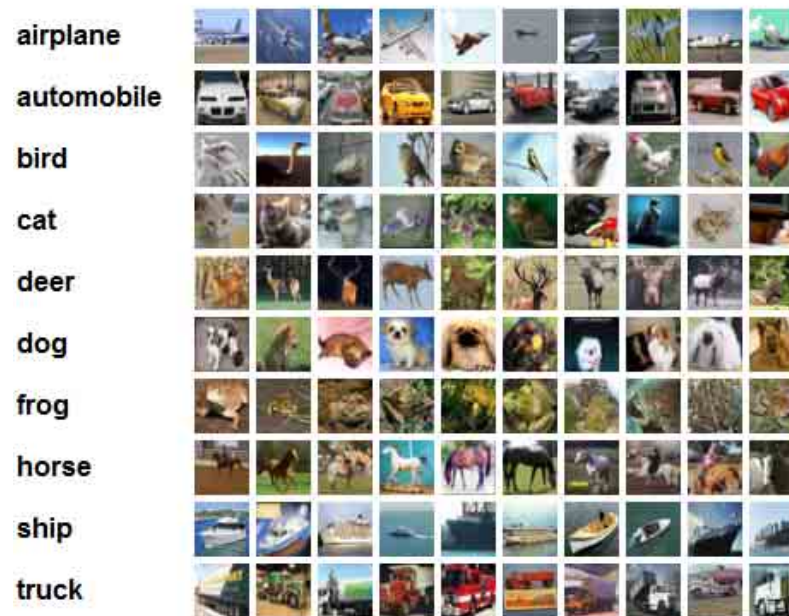 airplane
automobile
bird
cat
deer
dog
frog
horse
ship
truck